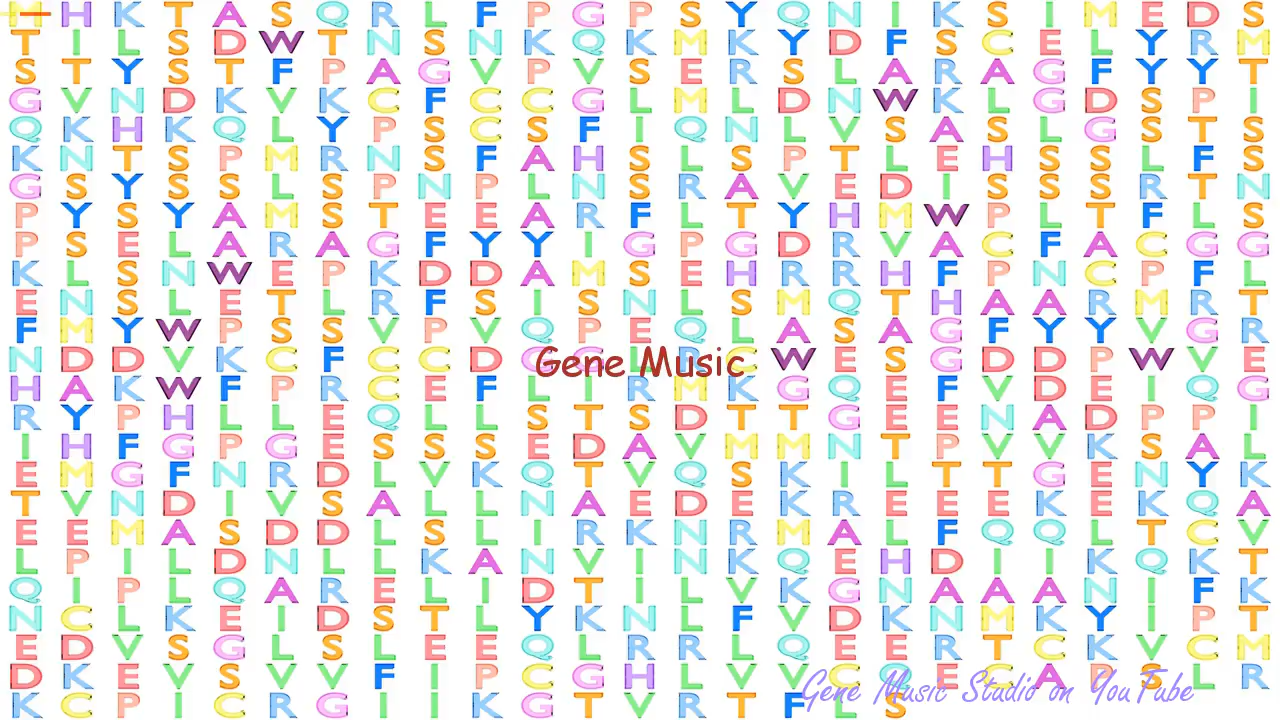 M H K T A S Q R L F P G P S Y Q N I K S I M E D S
T I L S D W T N S N K Q K M K Y D F S C E L Y R M
S T Y S T F P A G V P V S E R S L A R A G F Y Y T
G V N D K V K C F C C G L M L D N W K L G D S P I
Q K H K Q L Y P S C S F I Q N L V S A S L G S T S
K N T S P M R N S F A H S L S P T L E H S S L F S
G S Y S S L S P N P L N S R A V E D I S S S R T N
P Y S Y A M S T E E A R F L T Y H M W P L T F L S
P S E L A R A G F Y Y I G P G D R V A C F A C G G
K L S N W E P K D D A M S E H R R H F P N C P F L
E N S L E T L R F S I S N L S M Q T H A A R M R T
F M Y W P S S V P V Q P E Q L A S A G F Y Y V G R
N D D V K C F C C D G G L R C W E S G D D P W V E
Gene Music
H A K W F P R C E F L I R M K G Q E F V D E I Q G
R Y P H L L E Q L L S T S D T T G E E N A D P P I
I H F G P G E S S S E D A V M M N T P V V K S A L
E M G F N R D L V K Q T V Q S K I L T T G E N Y K
T V N D I V S A L L N A E D E K R E E E K E K Q A
E E M A S D D L S L I R K N R M A L F Q Q L T C V
L P L L D N L L K A N V I N K Q E H D I I K Q K T
Q I P L Q A R E L I D T I L V K G N A A A N I F K
N C L K E I D S T L Y K N L F V D K N M K Y I P T
E D V S G L S L E E Q L R R L Q E E R T C K V C M
D K E V S V V F I P C G H L V V C Q E C A P S L R
Gene Music Studio on YouTube
K C P I C R G I I K G T V R T F L S